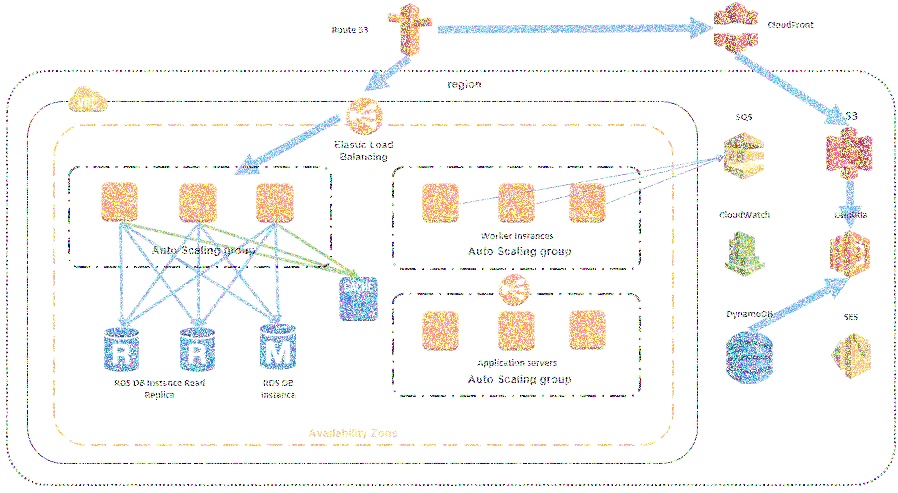 Route 53
CloudFront
region
Elastic Load
Balancing
SQS
S3
Worker Instances
Auto Scaling group
Auto Scaling group
CloudWatch
Lambda
DynamoDB
SES
Application servers
Auto Scaling group
R
R
M
RDS DB Instance Read
Replica
RDS DB
Instance
Availability Zone